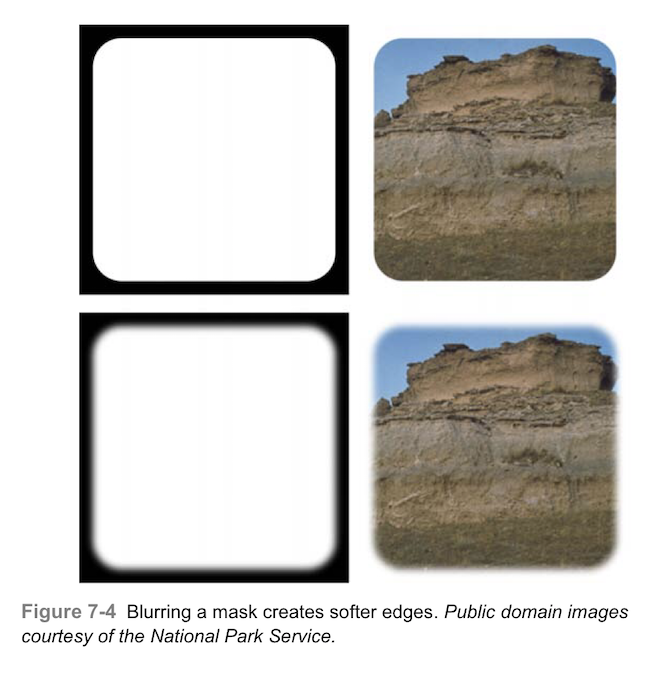 Figure 7-4 Blurring a mask creates softer edges. Public domain images
courtesy of the National Park Service.